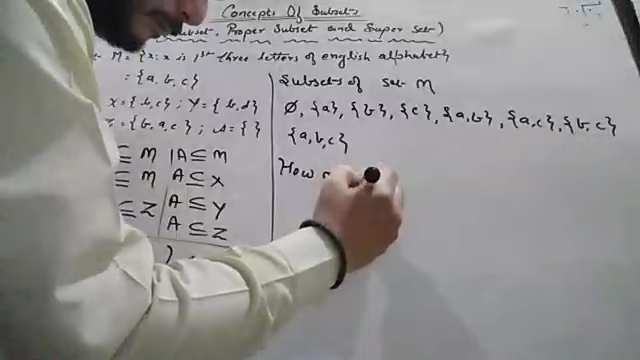 Concepts Of Subsets
Subset, Proper Subset and Super Set)
M = {x: x is 1st three letters of english alphabet}
= {a, b, c}
X = {b, c} ; Y = {b, d}
Z = {b, a, c} ; A = { }
⊆ M | A ⊆ M
⊆ M A ⊆ X
⊆ Z A ⊆ Y
A ⊆ Z
Subsets of set M
∅, {a}, {b}, {c}, {a, b}, {a, c}, {b, c}
{a, b, c}
How